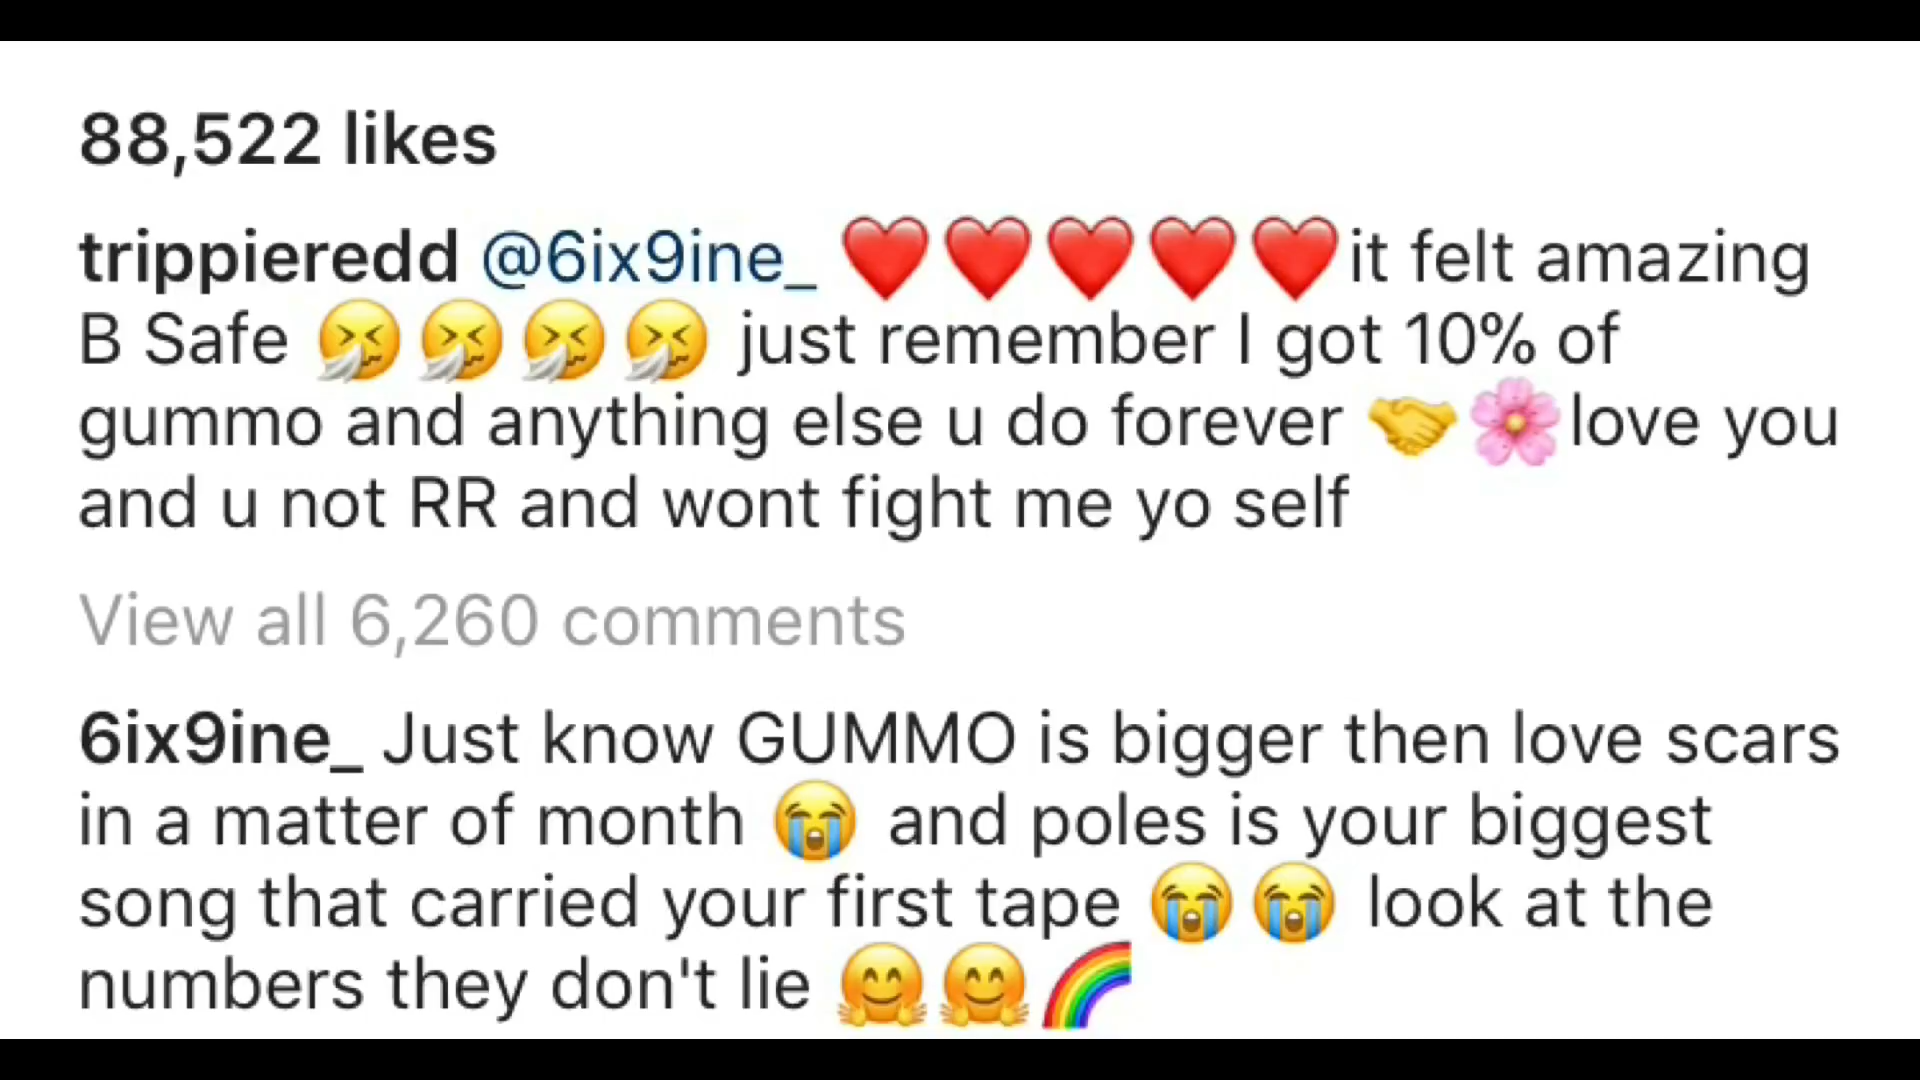 88,522 likes
trippieredd @6ix9ine_ ❤️❤️❤️❤️❤️it felt amazing
B Safe 🤧🤧🤧🤧 just remember I got 10% of
gummo and anything else u do forever 🤝🌸love you
and u not RR and wont fight me yo self
View all 6,260 comments
6ix9ine_ Just know GUMMO is bigger then love scars
in a matter of month 😭 and poles is your biggest
song that carried your first tape 😭😭 look at the
numbers they don't lie 🤗🤗🌈